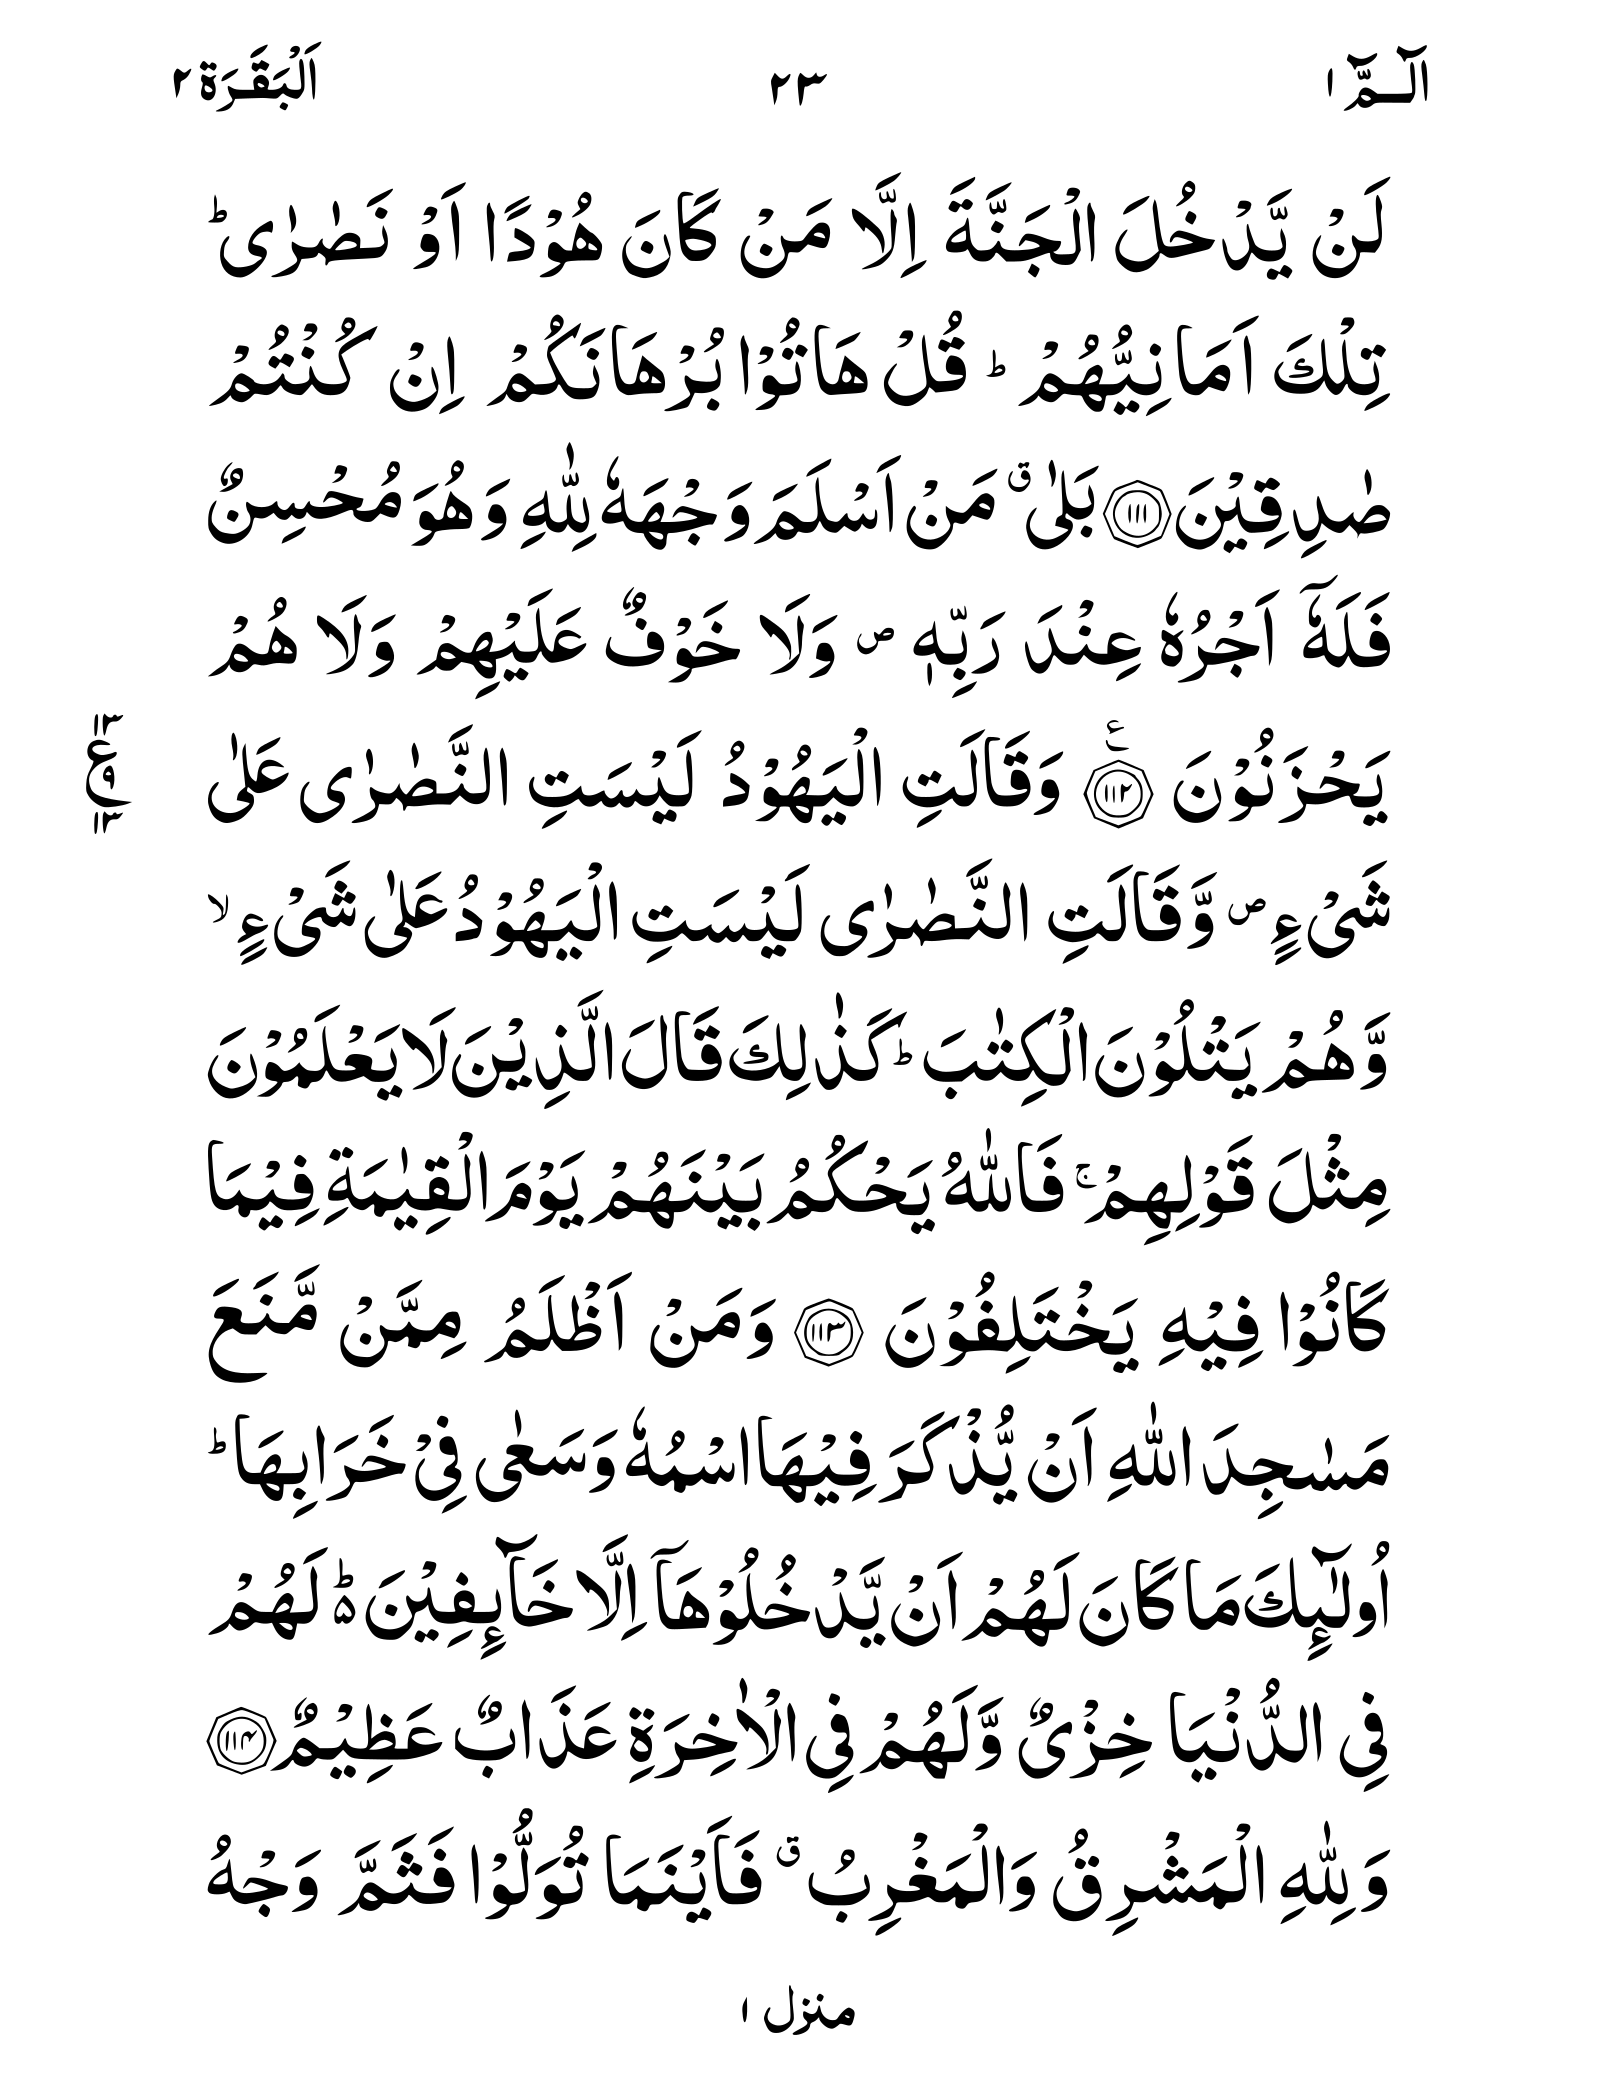 الٓـمّٓ ١ ٢٣ اَلْبَقَرَة ٢
لَنْ يَّدْخُلَ الْجَنَّةَ اِلَّا مَنْ كَانَ هُوْدًا اَوْ نَصٰرٰى ؕ
تِلْكَ اَمَانِيُّهُمْ ؕ قُلْ هَاتُوْا بُرْهَانَكُمْ اِنْ كُنْتُمْ
صٰدِقِيْنَ ۝١١١ بَلٰى ۗ مَنْ اَسْلَمَ وَجْهَهٗ لِلّٰهِ وَهُوَ مُحْسِنٌ
فَلَهٗۤ اَجْرُهٗ عِنْدَ رَبِّهٖ ص وَلَا خَوْفٌ عَلَيْهِمْ وَلَا هُمْ
يَحْزَنُوْنَ ۝١١٢ ع وَقَالَتِ الْيَهُوْدُ لَيْسَتِ النَّصٰرٰى عَلٰى
١٣ ع ٩ ١٣
شَىْءٍ ص وَّقَالَتِ النَّصٰرٰى لَيْسَتِ الْيَهُوْدُ عَلٰى شَىْءٍ ۙ
وَّهُمْ يَتْلُوْنَ الْكِتٰبَ ؕ كَذٰلِكَ قَالَ الَّذِيْنَ لَا يَعْلَمُوْنَ
مِثْلَ قَوْلِهِمْ ۚ فَاللّٰهُ يَحْكُمُ بَيْنَهُمْ يَوْمَ الْقِيٰمَةِ فِيْمَا
كَانُوْا فِيْهِ يَخْتَلِفُوْنَ ۝١١٣ وَمَنْ اَظْلَمُ مِمَّنْ مَّنَعَ
مَسٰجِدَ اللّٰهِ اَنْ يُّذْكَرَ فِيْهَا اسْمُهٗ وَسَعٰى فِىْ خَرَابِهَا ؕ
اُولٰٓئِكَ مَا كَانَ لَهُمْ اَنْ يَّدْخُلُوْهَاۤ اِلَّا خَآئِفِيْنَ ۵ؕ لَهُمْ
فِى الدُّنْيَا خِزْىٌ وَّلَهُمْ فِى الْاٰخِرَةِ عَذَابٌ عَظِيْمٌ ۝١١٤
وَلِلّٰهِ الْمَشْرِقُ وَالْمَغْرِبُ ق فَاَيْنَمَا تُوَلُّوْا فَثَمَّ وَجْهُ
منزل ١